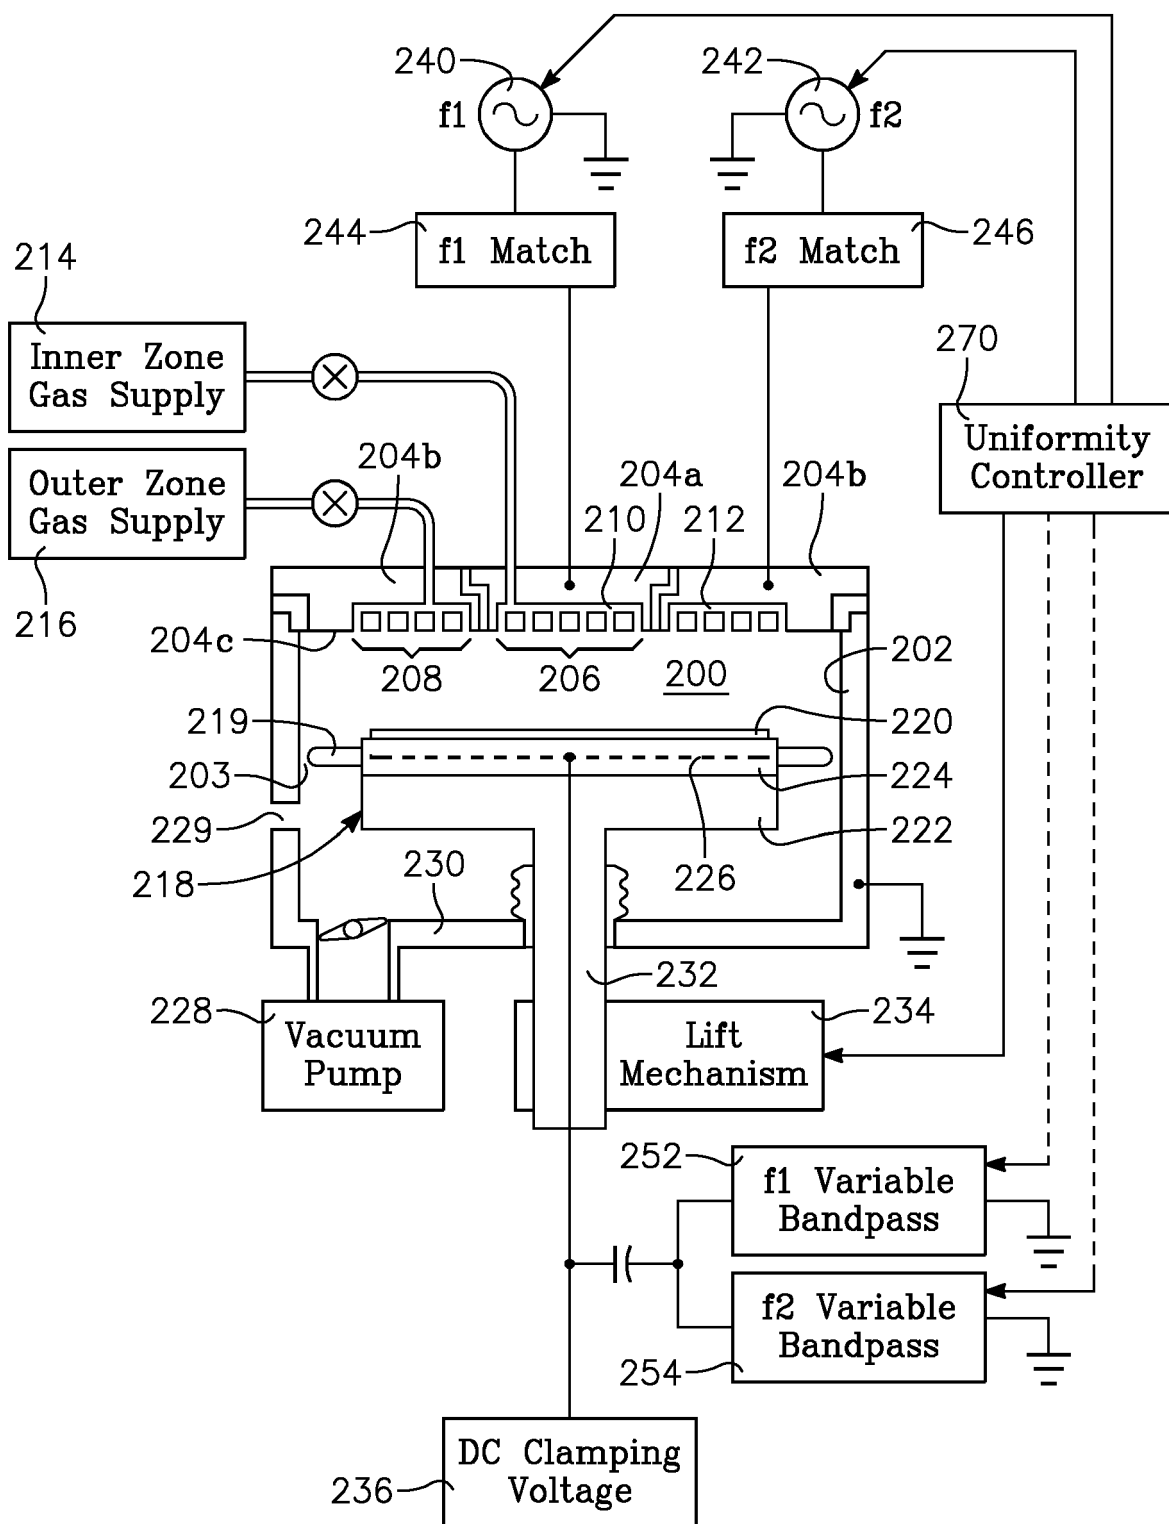 240
242
f1
f2
244
f1 Match
f2 Match
246
214
Inner Zone
Gas Supply
270
Uniformity
Controller
Outer Zone
Gas Supply
216
204b
204a
204b
210
212
204c
208
206
200
202
219
203
220
224
229
222
218
230
226
232
228
Vacuum
Pump
Lift
Mechanism
234
252
f1 Variable
Bandpass
f2 Variable
Bandpass
254
DC Clamping
Voltage
236